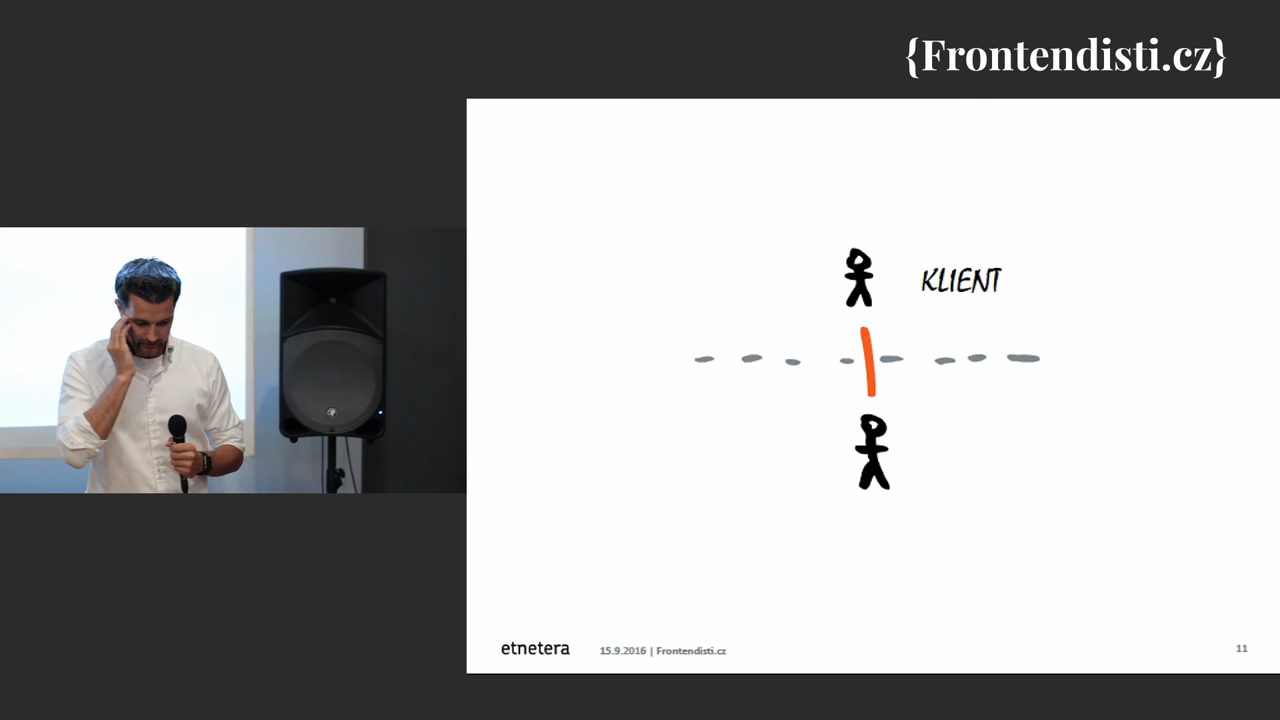 {Frontendisti.cz}
KLIENT
etnetera
15.9.2016 | Frontendisti.cz
11